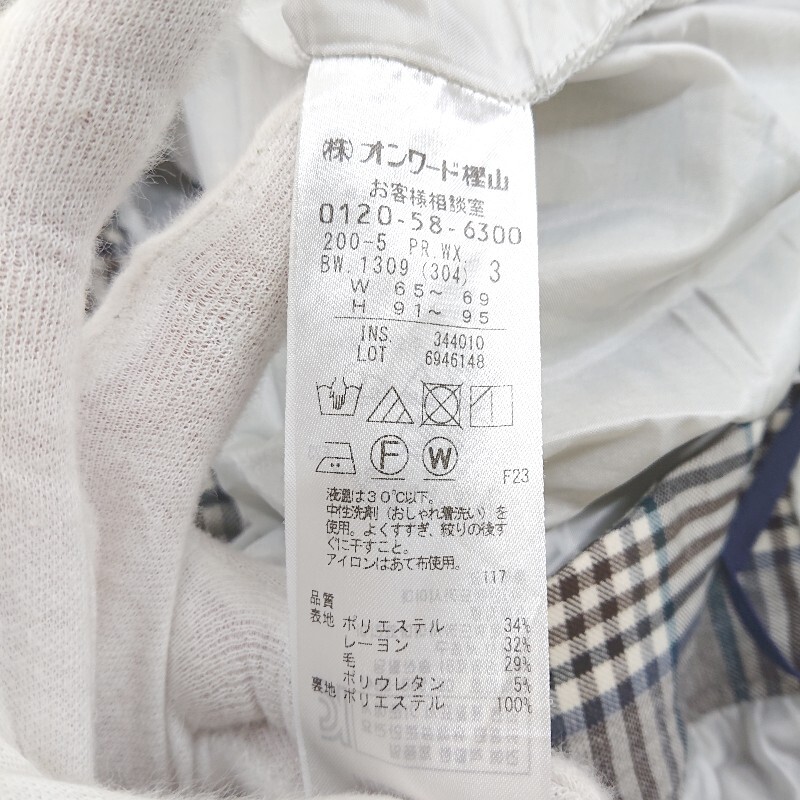 (株) オンワード樫山
お客様相談室
0120-58-6300
200-5 PR.WX. 3
BW. 1309 (304)
W 65~ 69
H 91~ 95
INS. 344010
LOT 6946148
F W
F23
液温は30℃以下。
中性洗剤（おしゃれ着洗い）を
使用。よくすすぎ、絞りの後す
ぐに干すこと。
アイロンはあて布使用。
117
品質
表地 ポリエステル 34%
レーヨン 32%
毛 29%
ポリウレタン 5%
裏地 ポリエステル 100%